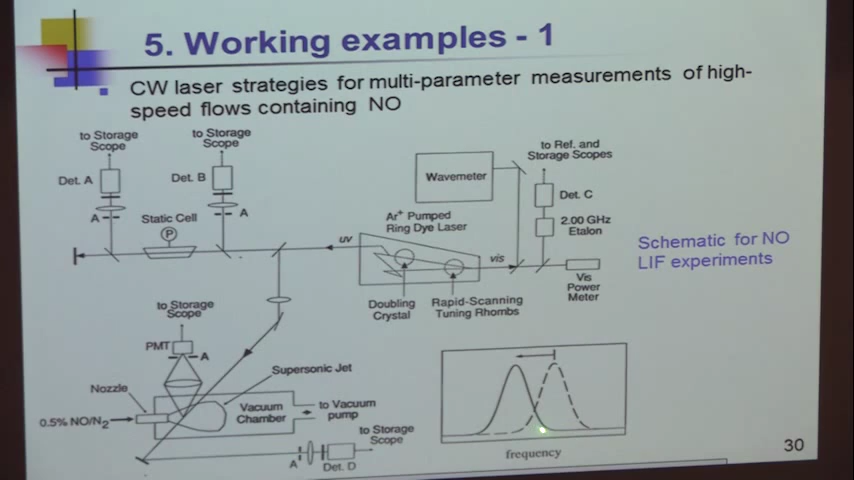 5. Working examples - 1
CW laser strategies for multi-parameter measurements of high-
speed flows containing NO
to Storage
Scope
to Storage
Scope
to Ref. and
Storage Scopes
Det. A
Det. B
Wavemeter
Det. C
A
Static Cell
A
Ar+ Pumped
Ring Dye Laser
2.00 GHz
Etalon
P
uv
vis
Schematic for NO
LIF experiments
Doubling
Crystal
Rapid-Scanning
Tuning Rhombs
Vis
Power
Meter
to Storage
Scope
PMT
A
Supersonic Jet
Nozzle
0.5% NO/N2
Vacuum
Chamber
to Vacuum
pump
to Storage
Scope
A
Det. D
frequency
30